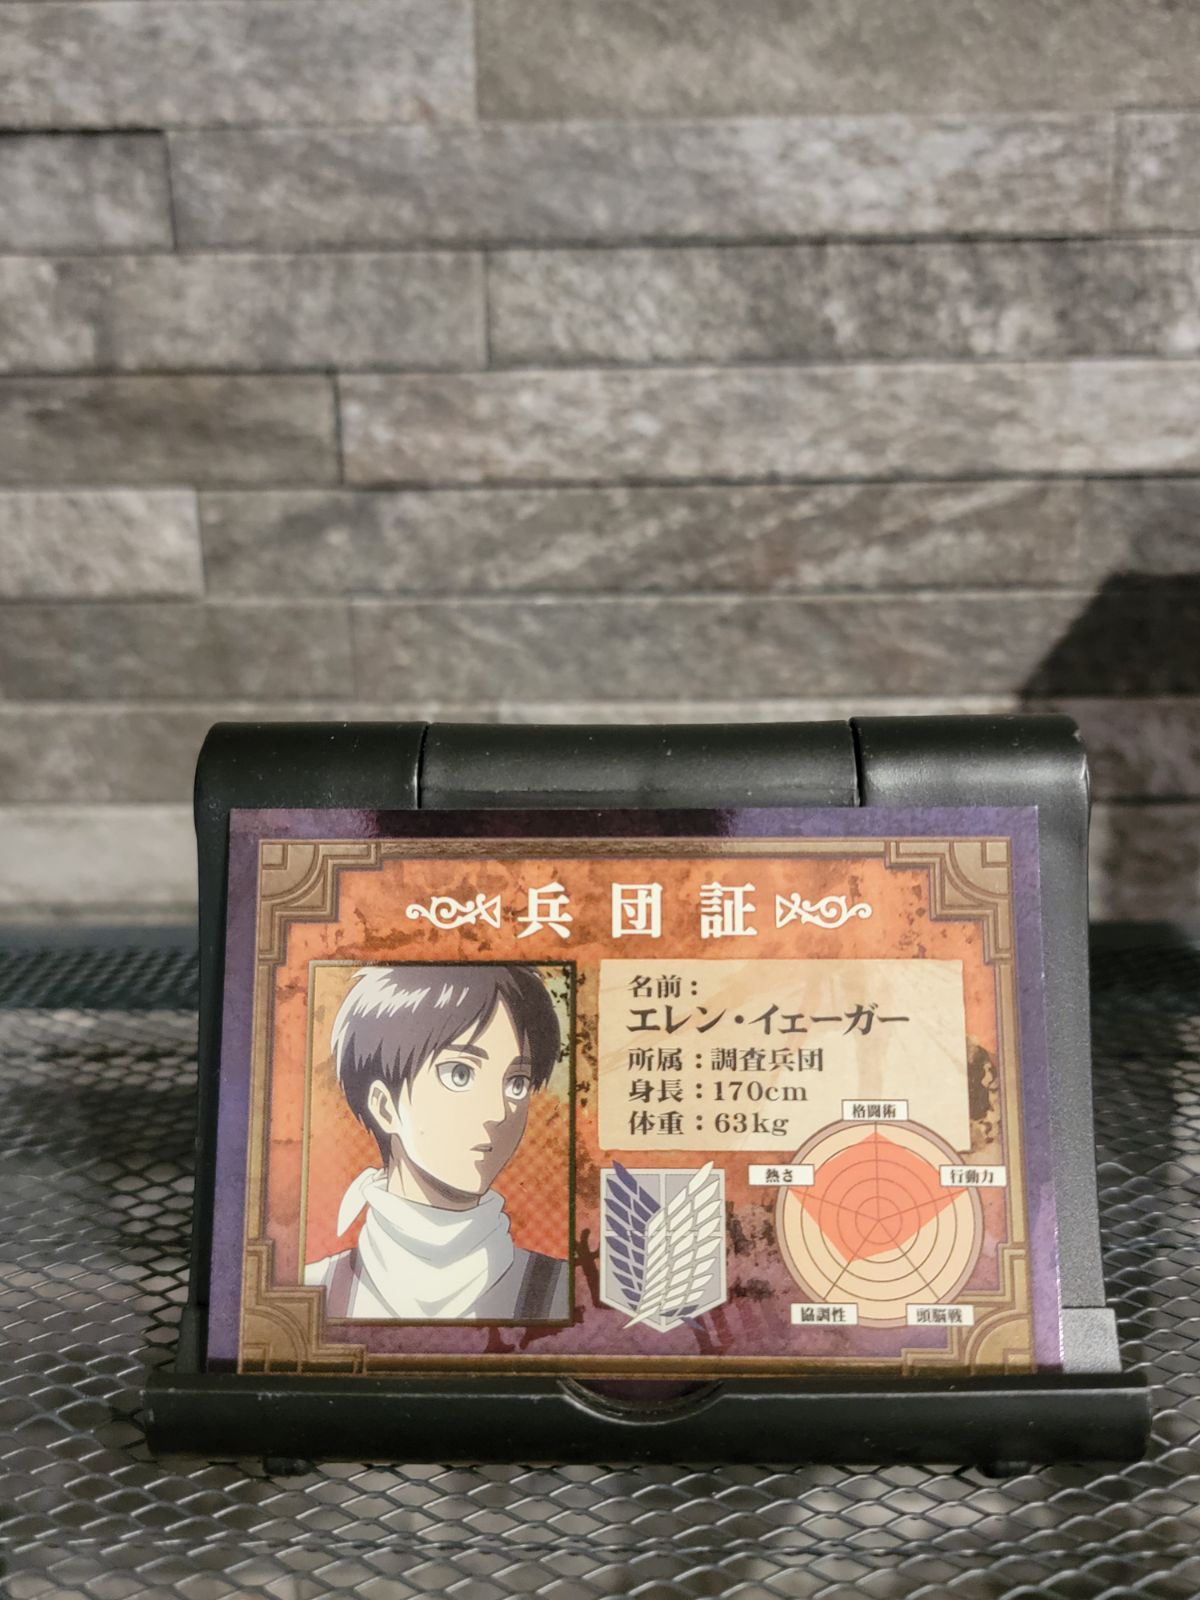 兵団証
名前：
エレン・イェーガー
所属：調査兵団
身長：170cm
体重：63kg
格闘術
熱さ
行動力
協調性
頭脳戦